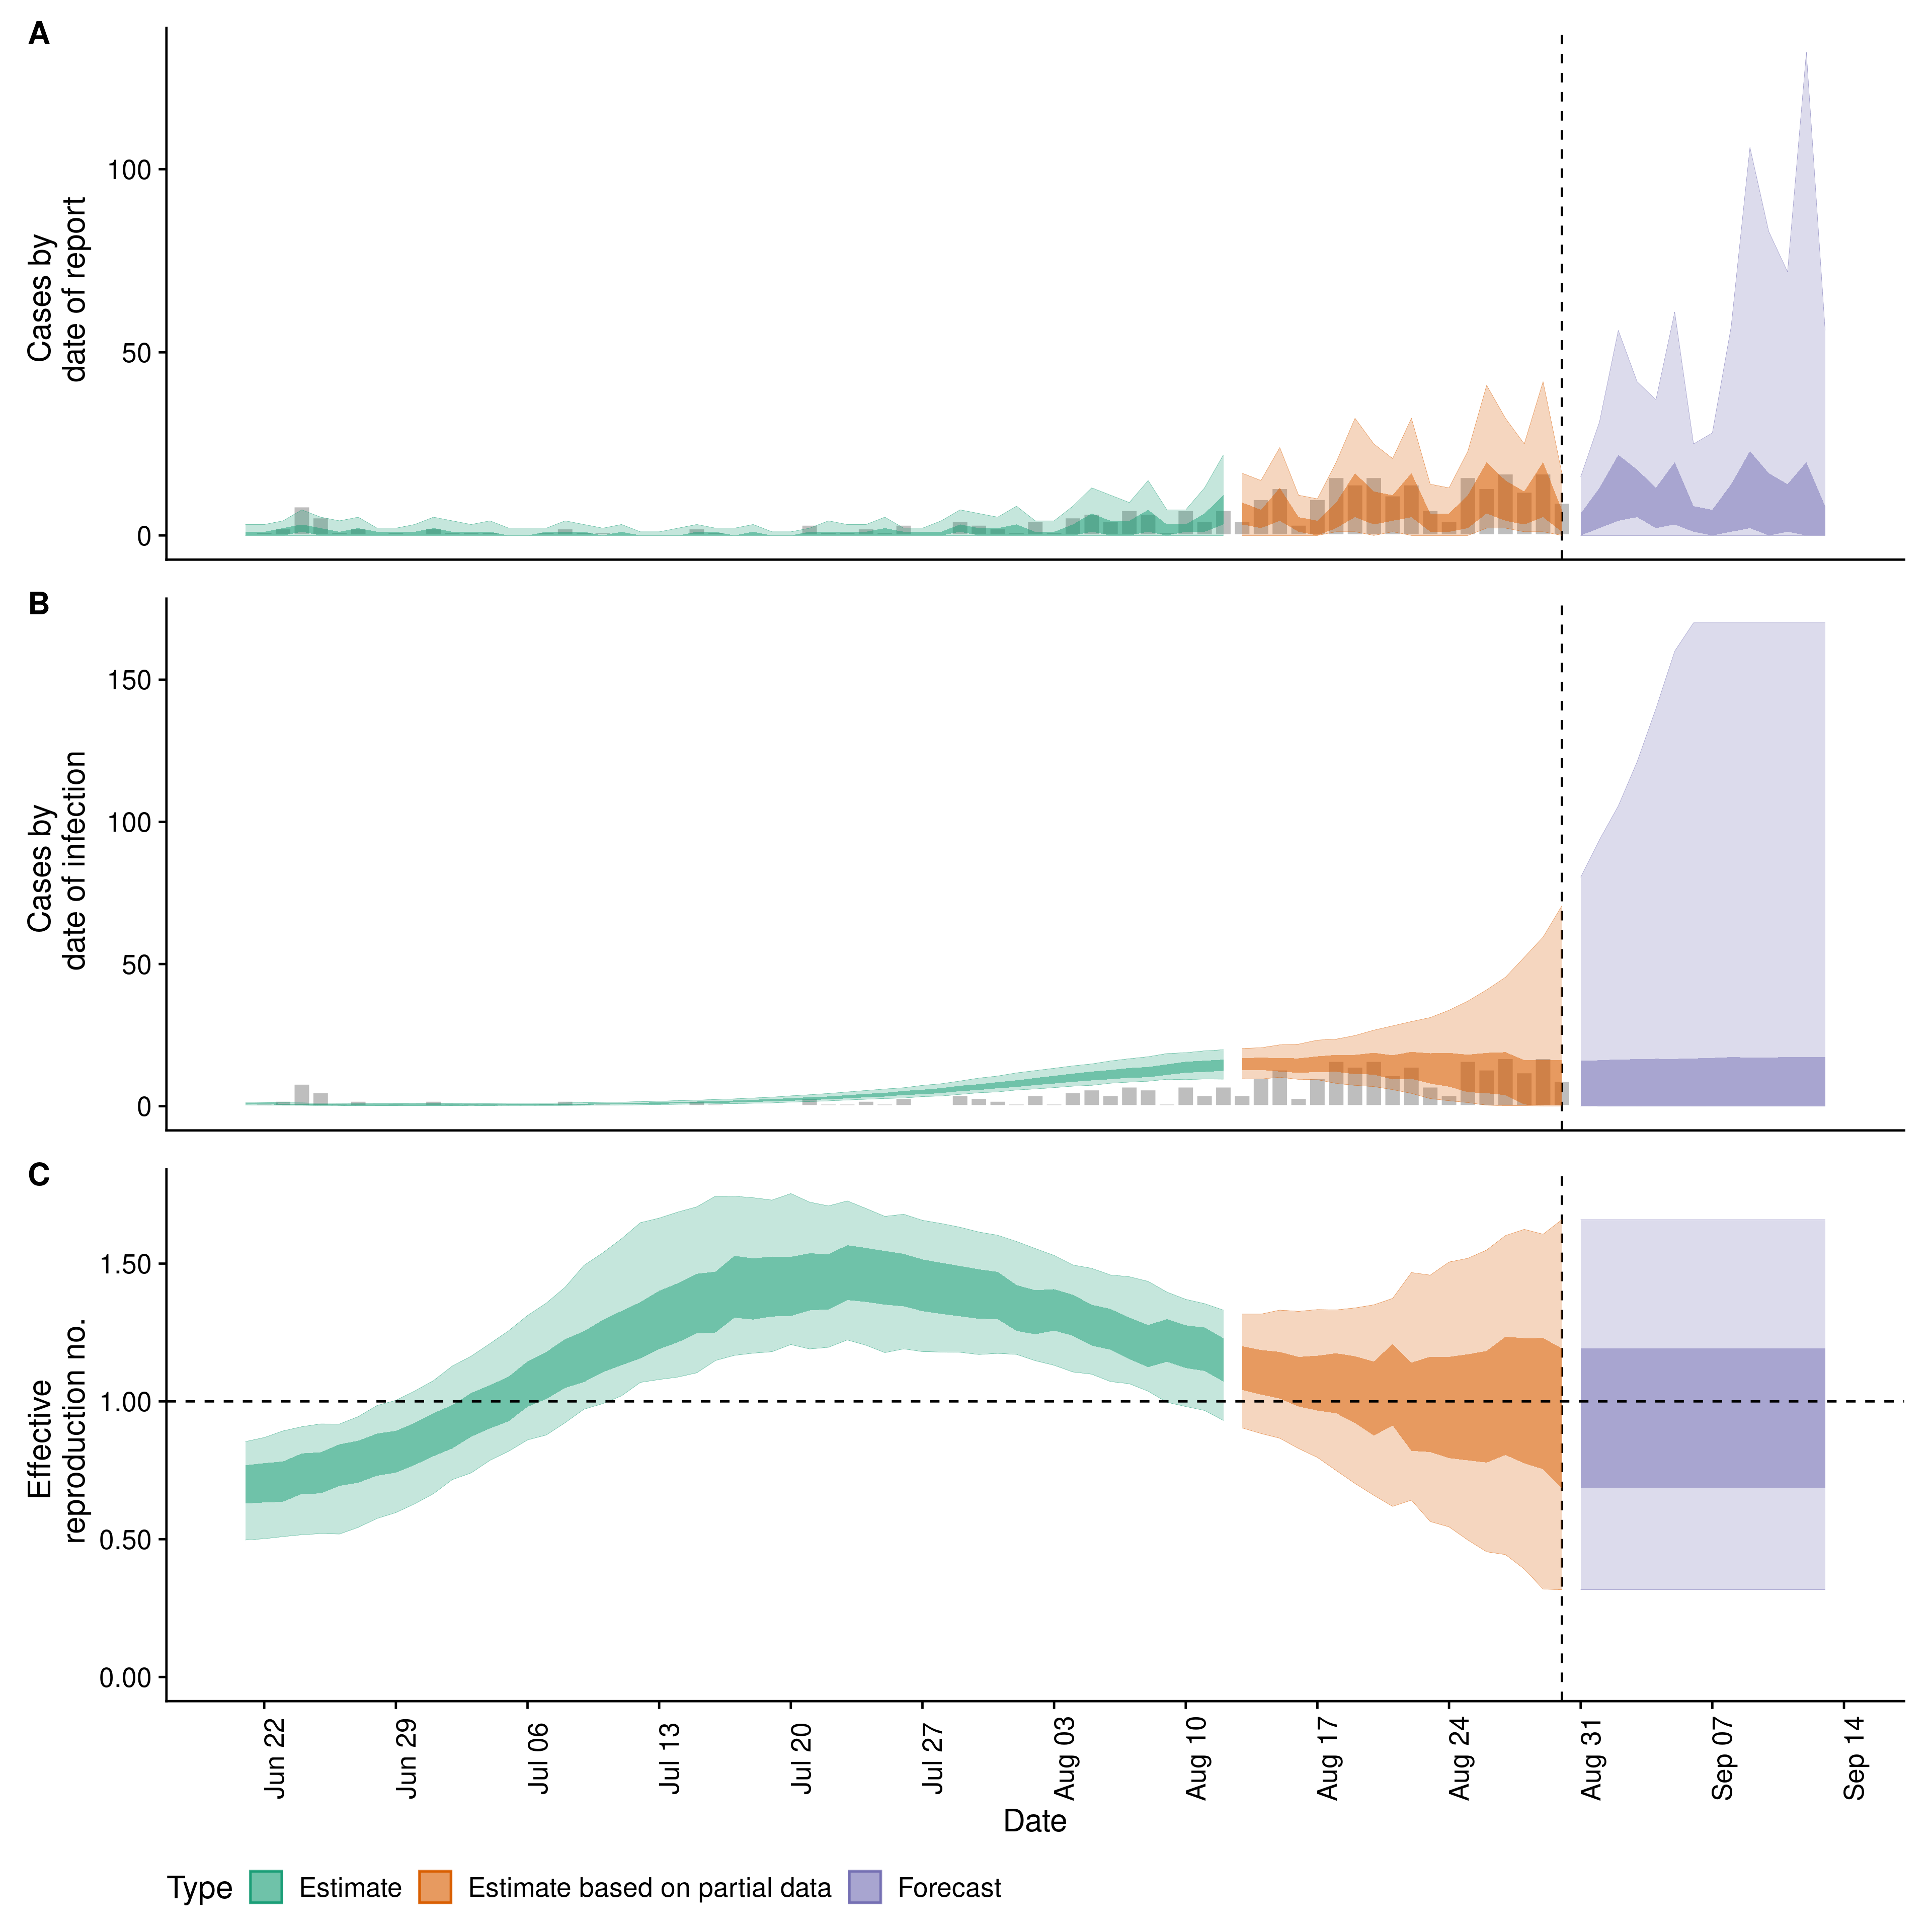 A
Cases by
date of report
100
50
0
B
Cases by
date of infection
150
100
50
0
C
Effective
reproduction no.
1.50
1.00
0.50
0.00
Jun 22
Jun 29
Jul 06
Jul 13
Jul 20
Jul 27
Aug 03
Aug 10
Aug 17
Aug 24
Aug 31
Sep 07
Sep 14
Date
Type Estimate Estimate based on partial data Forecast